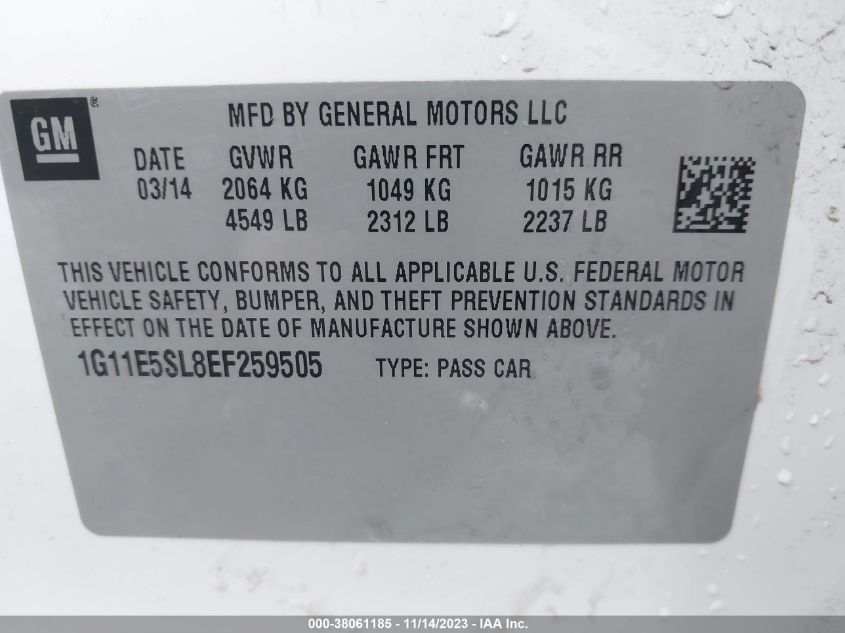 GM ®
MFD BY GENERAL MOTORS LLC
DATE GVWR GAWR FRT GAWR RR
03/14 2064 KG 1049 KG 1015 KG
4549 LB 2312 LB 2237 LB
THIS VEHICLE CONFORMS TO ALL APPLICABLE U.S. FEDERAL MOTOR
VEHICLE SAFETY, BUMPER, AND THEFT PREVENTION STANDARDS IN
EFFECT ON THE DATE OF MANUFACTURE SHOWN ABOVE.
1G11E5SL8EF259505 TYPE: PASS CAR
000-38061185 - 11/14/2023 - IAA Inc.